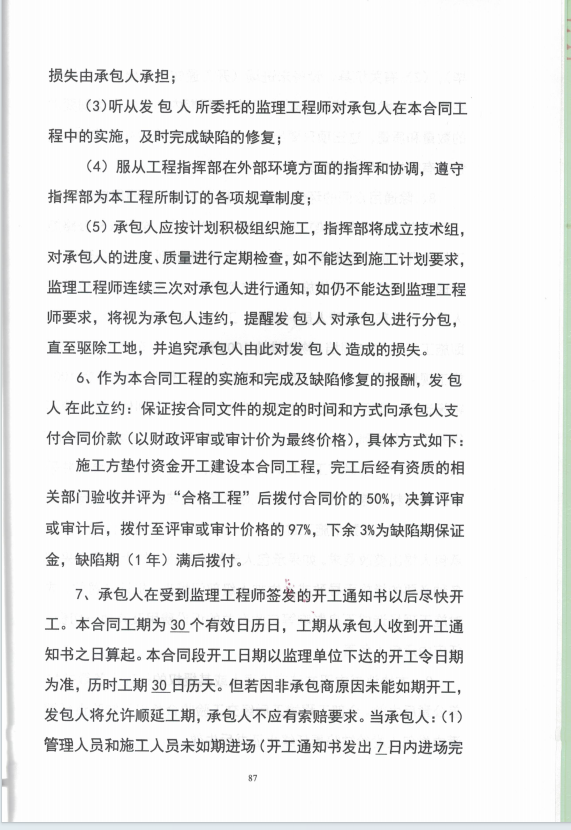 损失由承包人承担；
（3）听从发 包 人所委托的监理工程师对承包人在本合同工
程中的实施，及时完成缺陷的修复；
（4）服从工程指挥部在外部环境方面的指挥和协调，遵守
指挥部为本工程所制订的各项规章制度；
（5）承包人应按计划积极组织施工，指挥部将成立技术组，
对承包人的进度、质量进行定期检查，如不能达到施工计划要求，
监理工程师连续三次对承包人进行通知，如仍不能达到监理工程
师要求，将视为承包人违约，提醒发 包 人 对承包人进行分包，
直至驱除工地，并追究承包人由此对发 包 人 造成的损失。
6、作为本合同工程的实施和完成及缺陷修复的报酬，发 包
人 在此立约：保证按合同文件的规定的时间和方式向承包人支
付合同价款（以财政评审或审计价为最终价格），具体方式如下：
施工方垫付资金开工建设本合同工程，完工后经有资质的相
关部门验收并评为“合格工程”后拨付合同价的 50%，决算评审
或审计后，拨付至评审或审计价格的 97%，下余 3%为缺陷期保证
金，缺陷期（1 年）满后拨付。
7、承包人在受到监理工程师签发的开工通知书以后尽快开
工。本合同工期为 30 个有效日历日，工期从承包人收到开工通
知书之日算起。本合同段开工日期以监理单位下达的开工令日期
为准，历时工期 30 日历天。但若因非承包商原因未能如期开工，
发包人将允许顺延工期，承包人不应有索赔要求。当承包人：（1）
管理人员和施工人员未如期进场（开工通知书发出 7 日内进场完
87